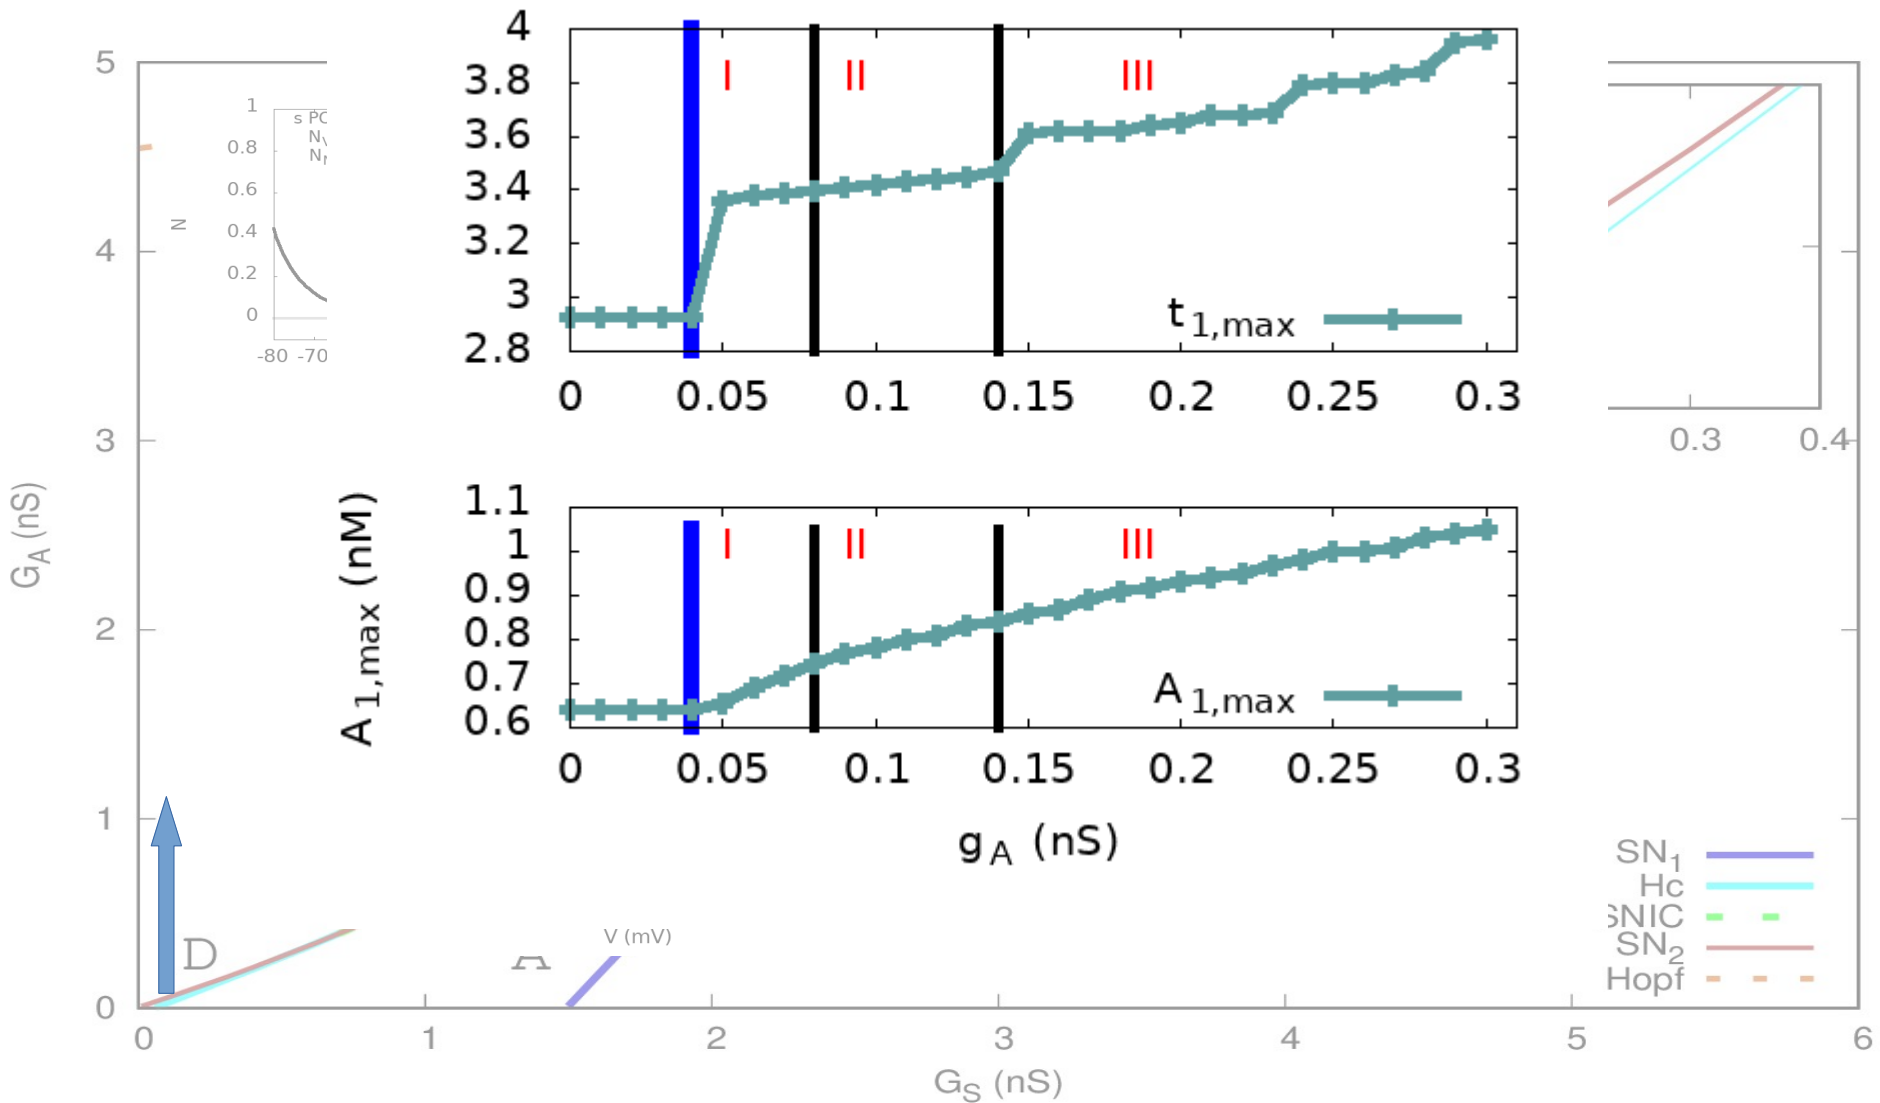 4
3.8
3.6
3.4
3.2
3
2.8
I
II
III
t1,max
0 0.05 0.1 0.15 0.2 0.25 0.3
A1,max (nM)
1.1
1
0.9
0.8
0.7
0.6
I
II
III
A1,max
0 0.05 0.1 0.15 0.2 0.25 0.3
gA (nS)
GA (nS)
5
4
3
2
1
0
N
1
0.8
0.6
0.4
0.2
0
-80 -70
s PC
V (mV)
0.3 0.4
D
A
SN1
Hc
SNIC
SN2
Hopf
0 1 2 3 4 5 6
GS (nS)